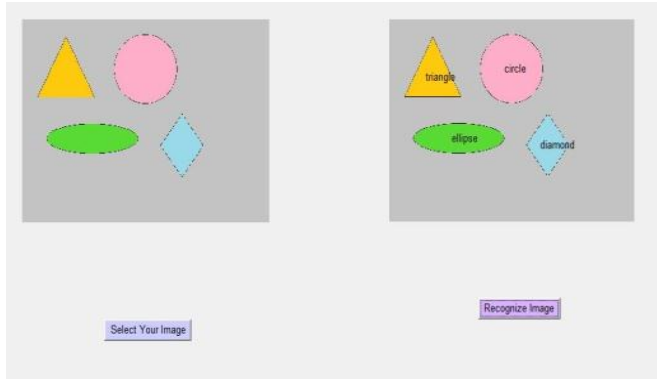 triangle
circle
ellipse
diamond
Select Your Image
Recognize Image